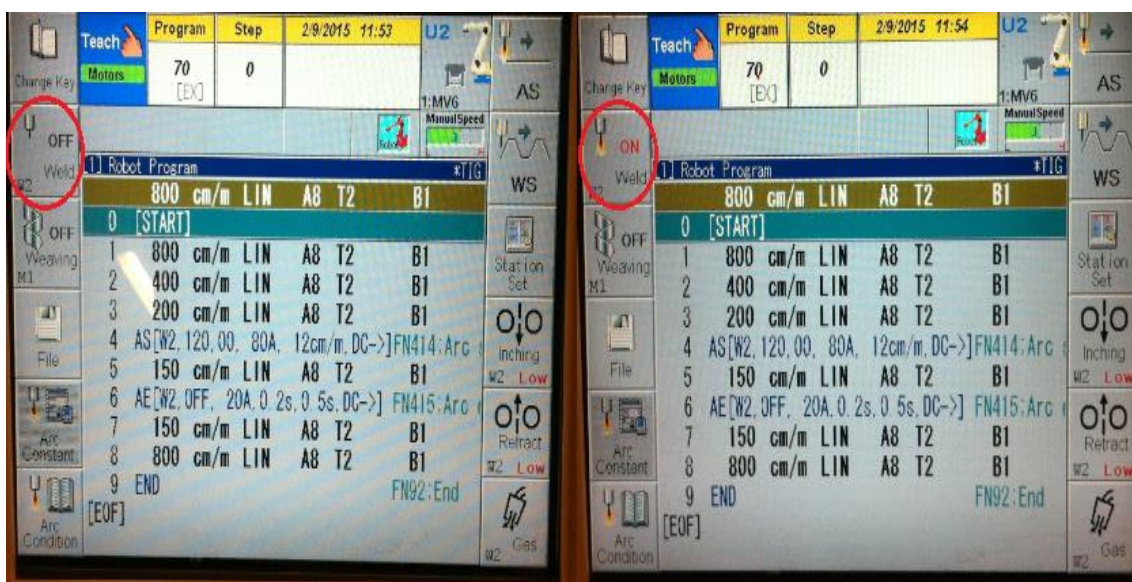 Change Key
Teach
Motors
Program
70
[EX]
Step
0
2/9/2015 11:53
U2
1:MV6
Manual Speed
3
Robot
AS
OFF
Weld
W2
[1] Robot Program *TIG
800 cm/m LIN A8 T2 B1
0 [START]
1 800 cm/m LIN A8 T2 B1
2 400 cm/m LIN A8 T2 B1
3 200 cm/m LIN A8 T2 B1
4 AS[W2,120,00, 80A, 12cm/m,DC->]FN414:Arc
5 150 cm/m LIN A8 T2 B1
6 AE[W2,OFF, 20A,0.2s,0.5s,DC->] FN415:Arc
7 150 cm/m LIN A8 T2 B1
8 800 cm/m LIN A8 T2 B1
9 END FN92:End
[EOF]
OFF
Weaving
M1
File
Arc
Constant
Arc
Condition
WS
Station
Set
Inching
W2 Low
Retract
W2 Low
Gas
W2
Change Key
Teach
Motors
Program
70
[EX]
Step
0
2/9/2015 11:54
U2
1:MV6
Manual Speed
3
Robot
AS
ON
Weld
W2
[1] Robot Program *TIG
800 cm/m LIN A8 T2 B1
0 [START]
1 800 cm/m LIN A8 T2 B1
2 400 cm/m LIN A8 T2 B1
3 200 cm/m LIN A8 T2 B1
4 AS[W2,120,00, 80A, 12cm/m,DC->]FN414:Arc
5 150 cm/m LIN A8 T2 B1
6 AE[W2,OFF, 20A,0.2s,0.5s,DC->] FN415:Arc
7 150 cm/m LIN A8 T2 B1
8 800 cm/m LIN A8 T2 B1
9 END FN92:End
[EOF]
OFF
Weaving
M1
File
Arc
Constant
Arc
Condition
WS
Station
Set
Inching
W2 Low
Retract
W2 Low
Gas
W2